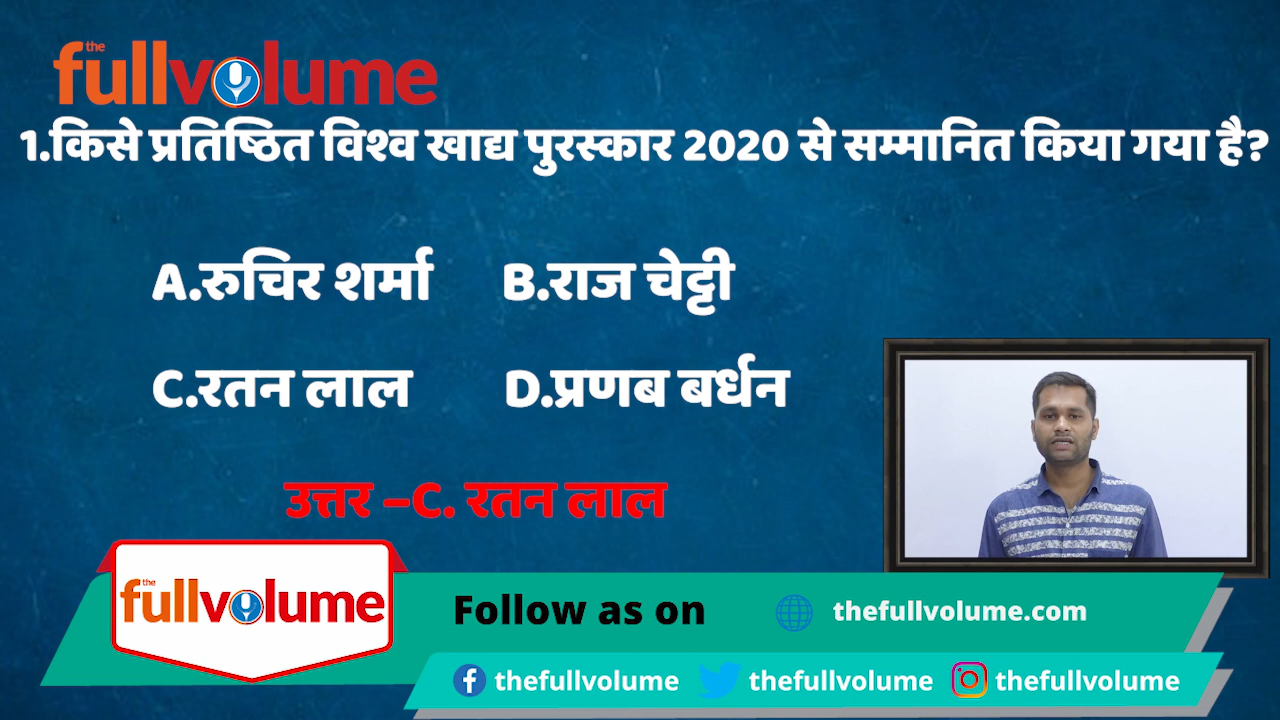 the
fullvolume
1.किसे प्रतिष्ठित विश्व खाद्य पुरस्कार 2020 से सम्मानित किया गया है?
A.रुचिर शर्मा B.राज चेट्टी
C.रतन लाल D.प्रणब बर्धन
उत्तर –C. रतन लाल
the
fullvolume
Follow as on thefullvolume.com
thefullvolume thefullvolume thefullvolume